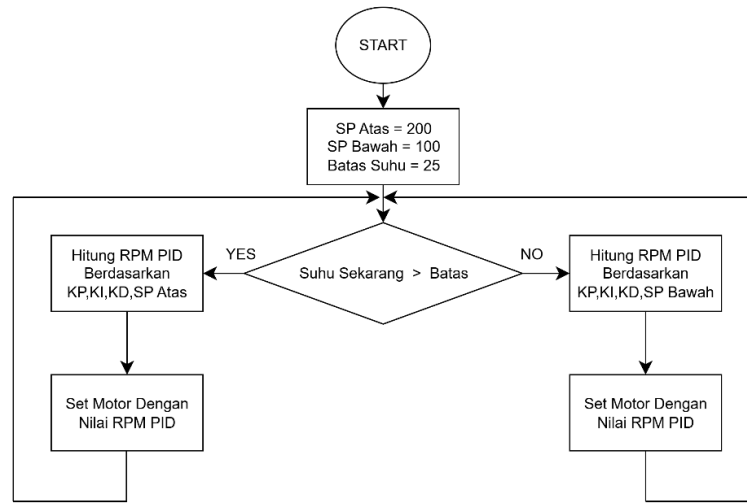 START
SP Atas = 200
SP Bawah = 100
Batas Suhu = 25
YES
NO
Hitung RPM PID
Berdasarkan
KP,KI,KD,SP Atas
Suhu Sekarang > Batas
Hitung RPM PID
Berdasarkan
KP,KI,KD,SP Bawah
Set Motor Dengan
Nilai RPM PID
Set Motor Dengan
Nilai RPM PID